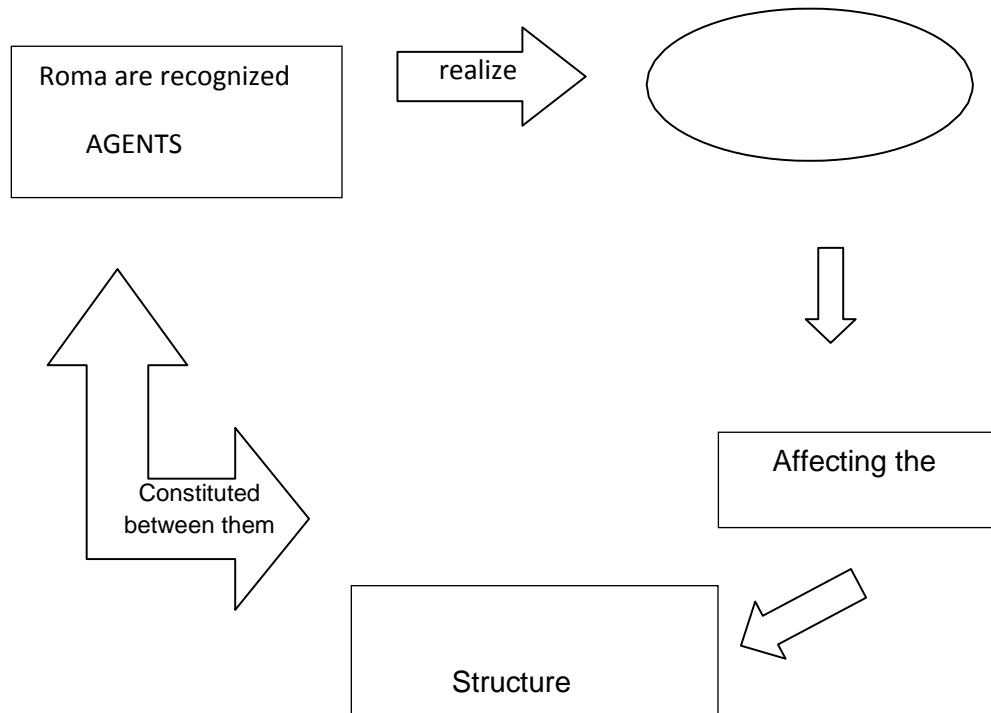 Roma are recognized
AGENTS
realize
Affecting the
Constituted
between them
Structure